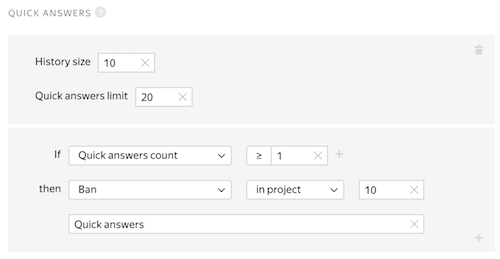 QUICK ANSWERS ?
History size 10
Quick answers limit 20
If Quick answers count ≥ 1
then Ban in project 10
Quick answers